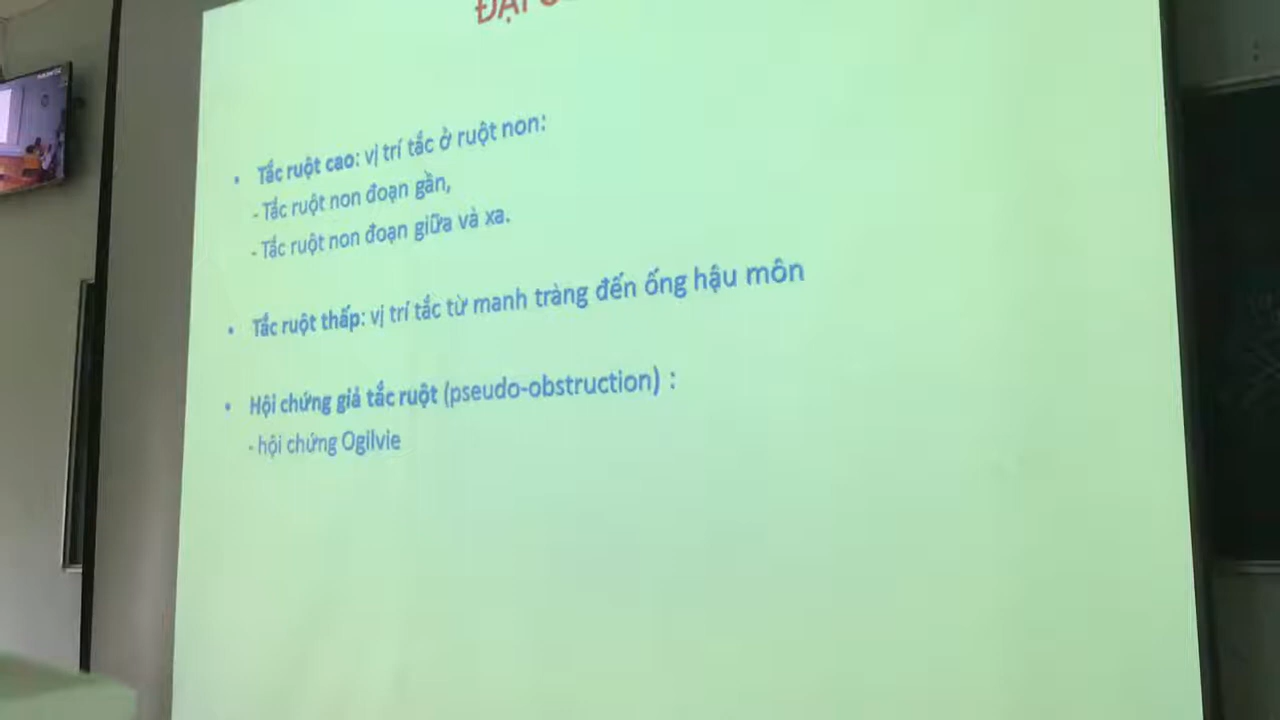 ĐẠI
• Tắc ruột cao: vị trí tắc ở ruột non:
- Tắc ruột non đoạn gần,
- Tắc ruột non đoạn giữa và xa.
• Tắc ruột thấp: vị trí tắc từ manh tràng đến ống hậu môn
• Hội chứng giả tắc ruột (pseudo-obstruction) :
- hội chứng Ogilvie